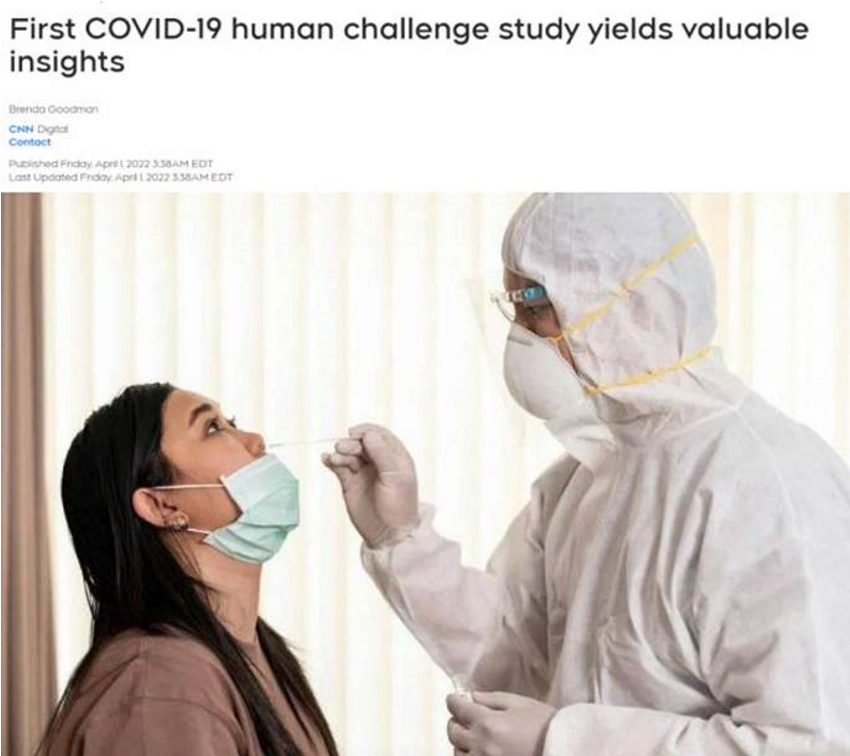 First COVID-19 human challenge study yields valuable
insights
Brenda Goodman
CNN Digital
Contact
Published Friday, April 1, 2022 3:38AM EDT
Last Updated Friday, April 1, 2022 3:38AM EDT